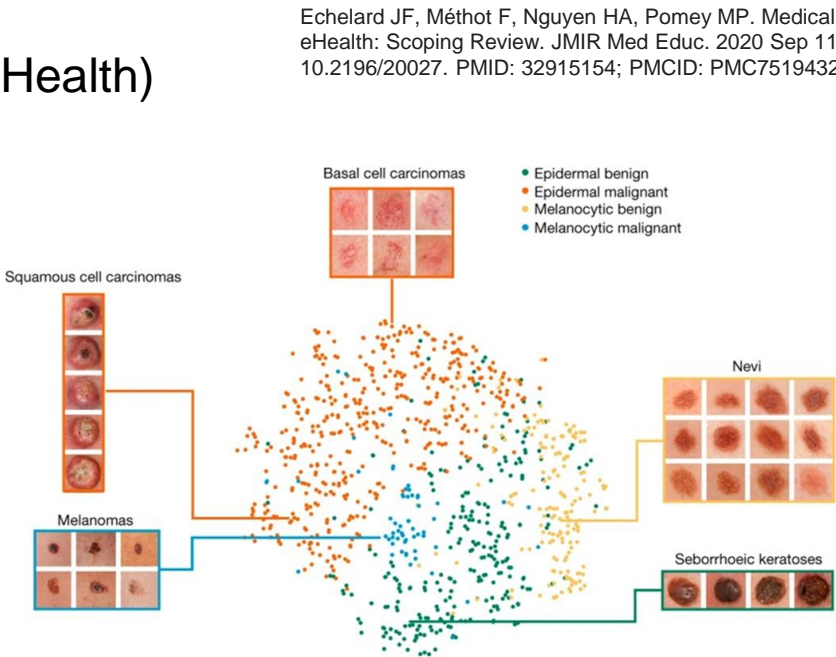 Echelard JF, Méthot F, Nguyen HA, Pomey MP. Medical
eHealth: Scoping Review. JMIR Med Educ. 2020 Sep 11
10.2196/20027. PMID: 32915154; PMCID: PMC7519432
Health)
Basal cell carcinomas
Epidermal benign
Epidermal malignant
Melanocytic benign
Melanocytic malignant
Squamous cell carcinomas
Nevi
Melanomas
Seborrhoeic keratoses